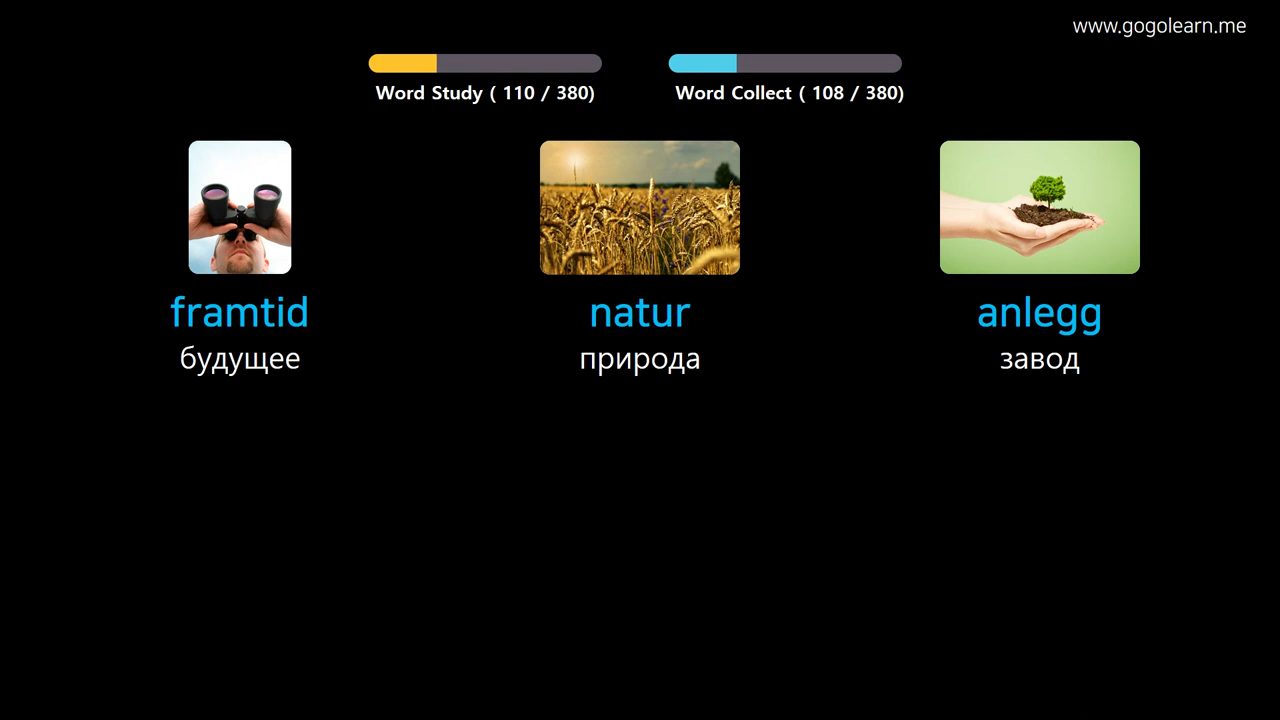 www.gogolearn.me
Word Study ( 110 / 380)
Word Collect ( 108 / 380)
framtid
будущее
natur
природа
anlegg
завод